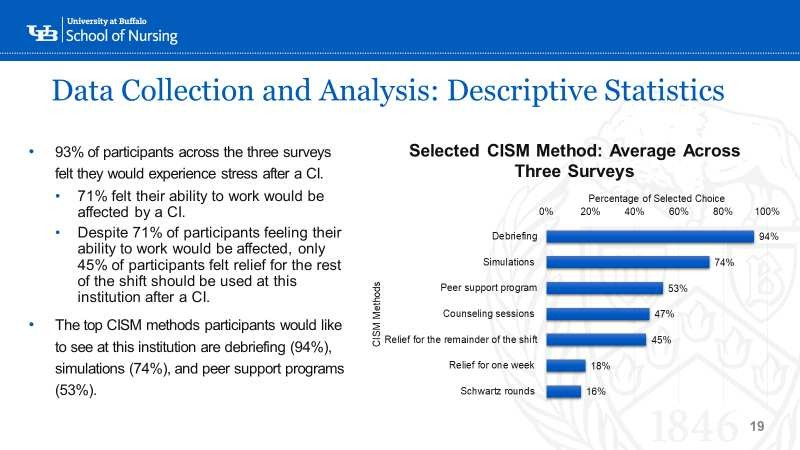 University at Buffalo
School of Nursing
Data Collection and Analysis: Descriptive Statistics
• 93% of participants across the three surveys
felt they would experience stress after a CI.
• 71% felt their ability to work would be
affected by a CI.
• Despite 71% of participants feeling their
ability to work would be affected, only
45% of participants felt relief for the rest
of the shift should be used at this
institution after a CI.
• The top CISM methods participants would like
to see at this institution are debriefing (94%),
simulations (74%), and peer support programs
(53%).
Selected CISM Method: Average Across
Three Surveys
Percentage of Selected Choice
0% 20% 40% 60% 80% 100%
CISM Methods
Debriefing 94%
Simulations 74%
Peer support program 53%
Counseling sessions 47%
Relief for the remainder of the shift 45%
Relief for one week 18%
Schwartz rounds 16%
1846
19